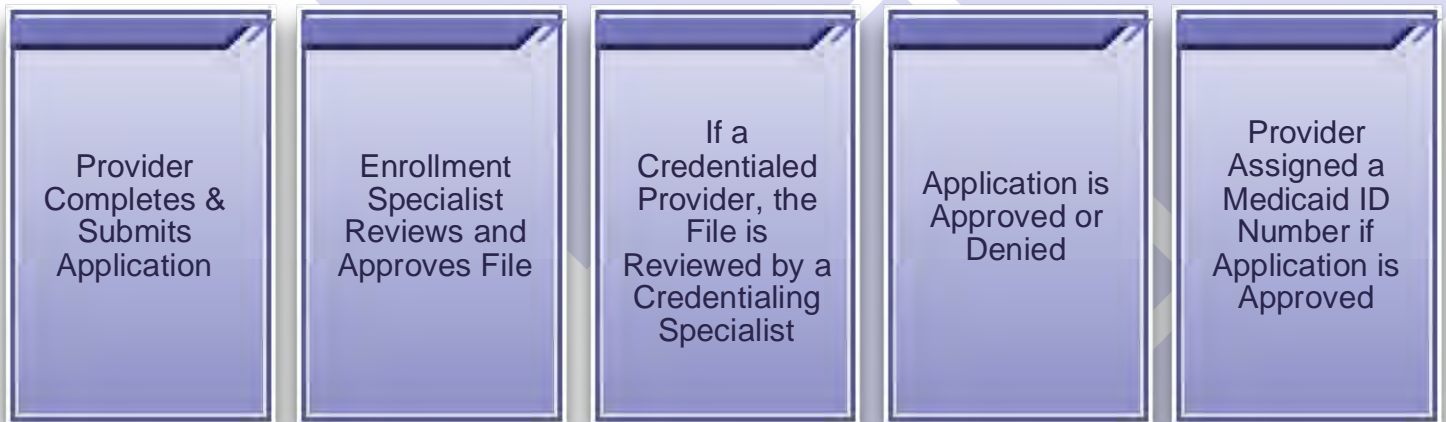 Provider
Completes &
Submits
Application
Enrollment
Specialist
Reviews and
Approves File
If a
Credentialed
Provider, the
File is
Reviewed by a
Credentialing
Specialist
Application is
Approved or
Denied
Provider
Assigned a
Medicaid ID
Number if
Application is
Approved